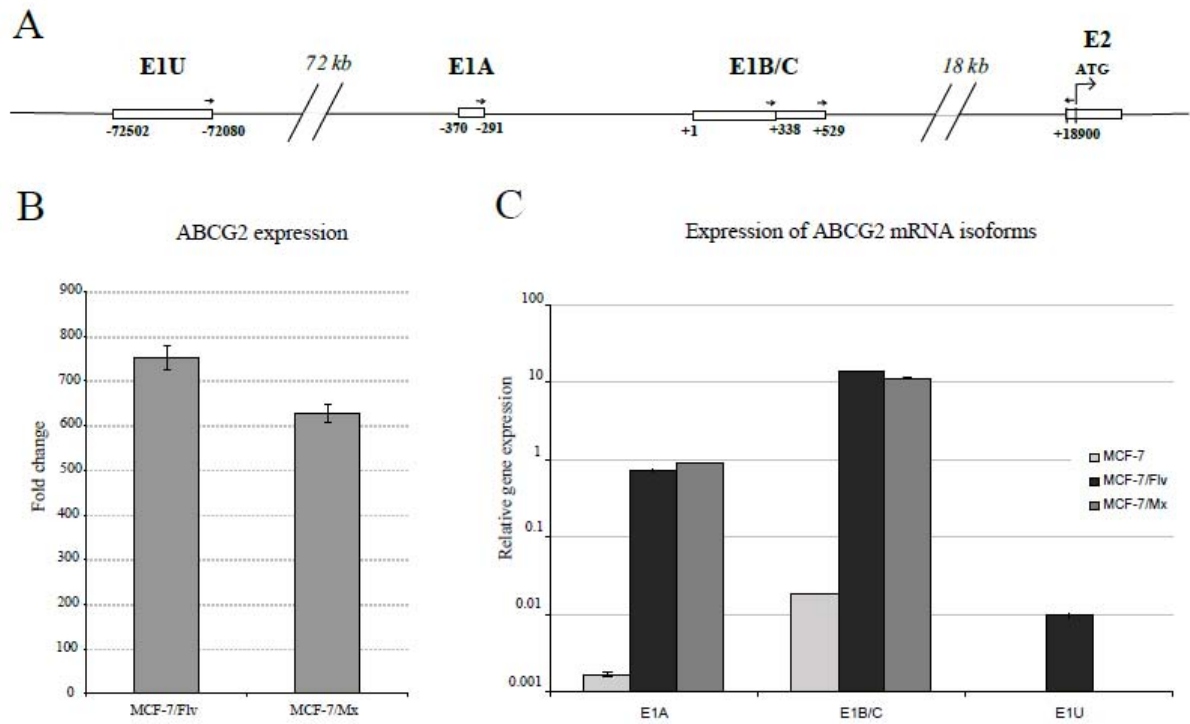 A
E1U
72 kb
E1A
E1B/C
18 kb
E2
ATG
-72502
-72080
-370
-291
+1
+338
+529
+18900
B
ABCG2 expression
Fold change
900
800
700
600
500
400
300
200
100
0
MCF-7/Flv
MCF-7/Mx
C
Expression of ABCG2 mRNA isoforms
Relative gene expression
100
10
1
0.1
0.01
0.001
E1A
E1B/C
E1U
MCF-7
MCF-7/Flv
MCF-7/Mx